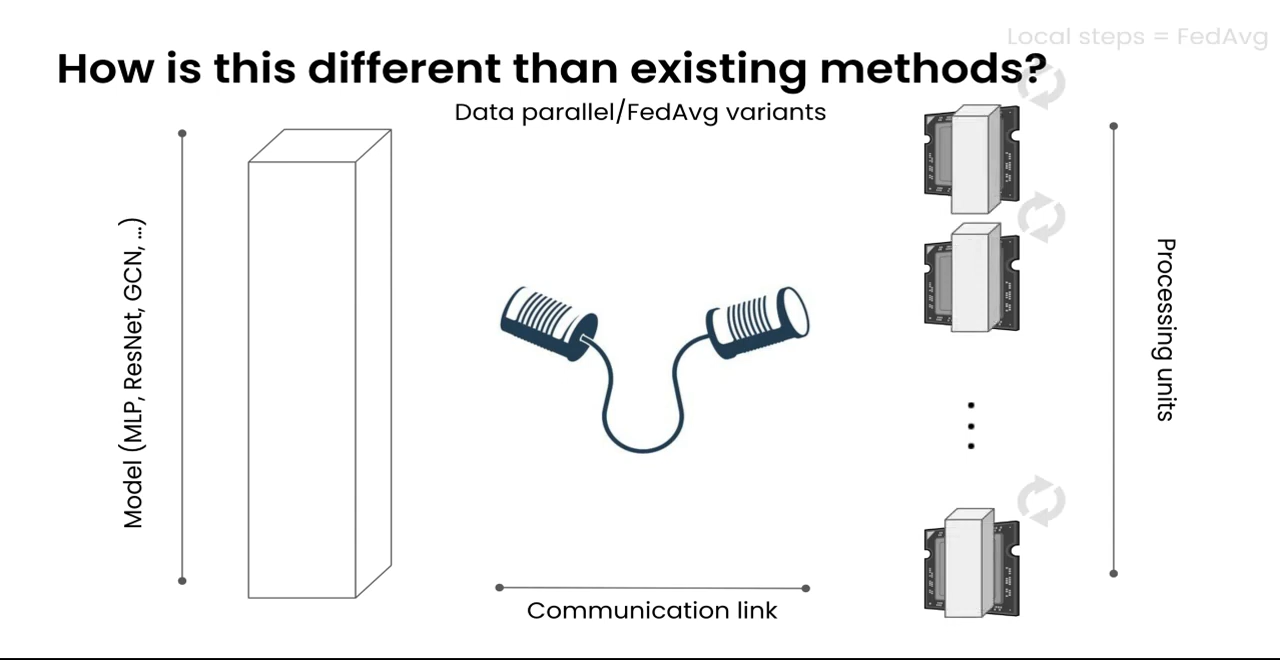 Local steps = FedAvg
How is this different than existing methods?
Data parallel/FedAvg variants
Model (MLP, ResNet, GCN, ...)
Processing units
Communication link